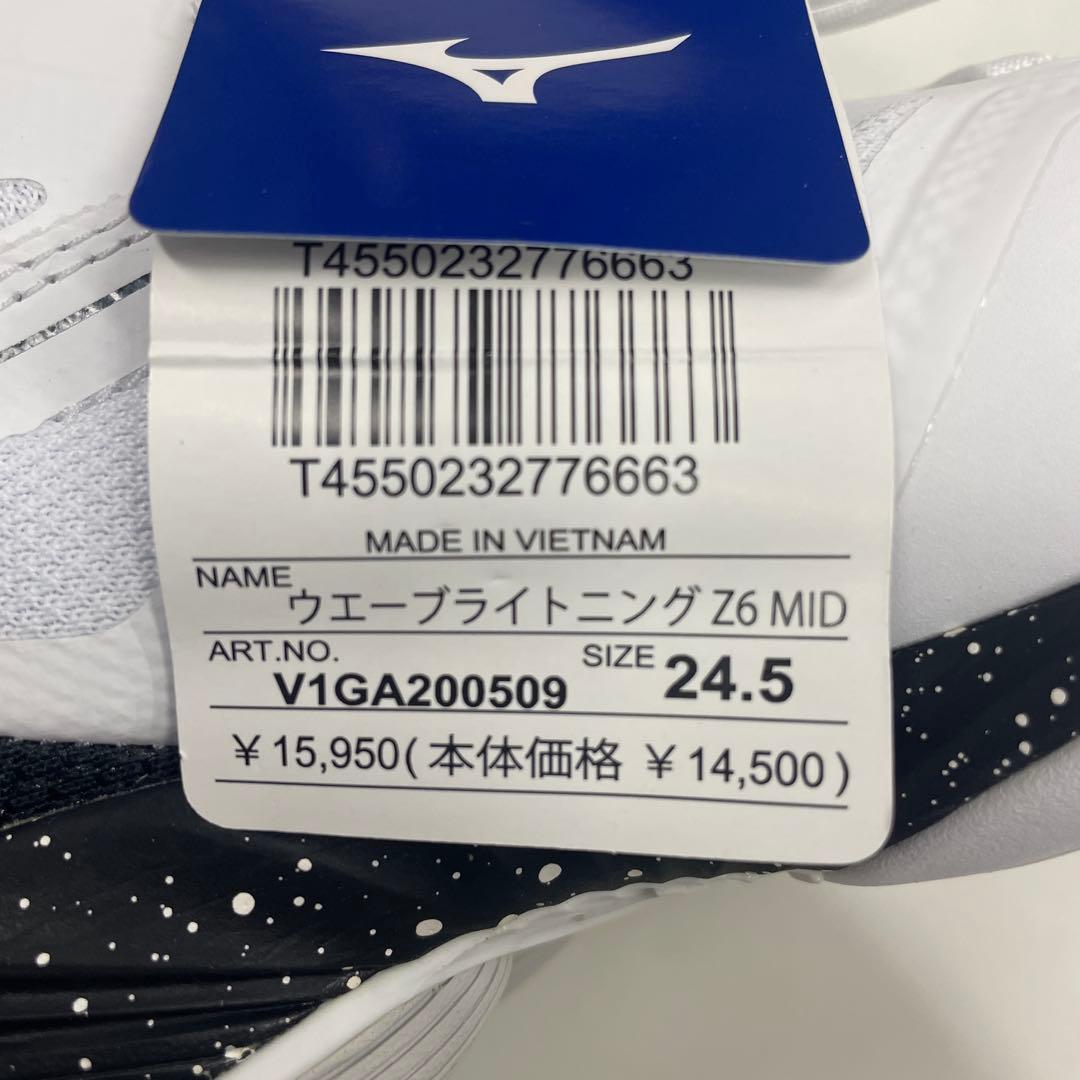 T4550232776663
T4550232776663
MADE IN VIETNAM
NAME ウエーブライトニング Z6 MID
ART.NO. V1GA200509 SIZE 24.5
¥ 15,950( 本体価格 ¥ 14,500)